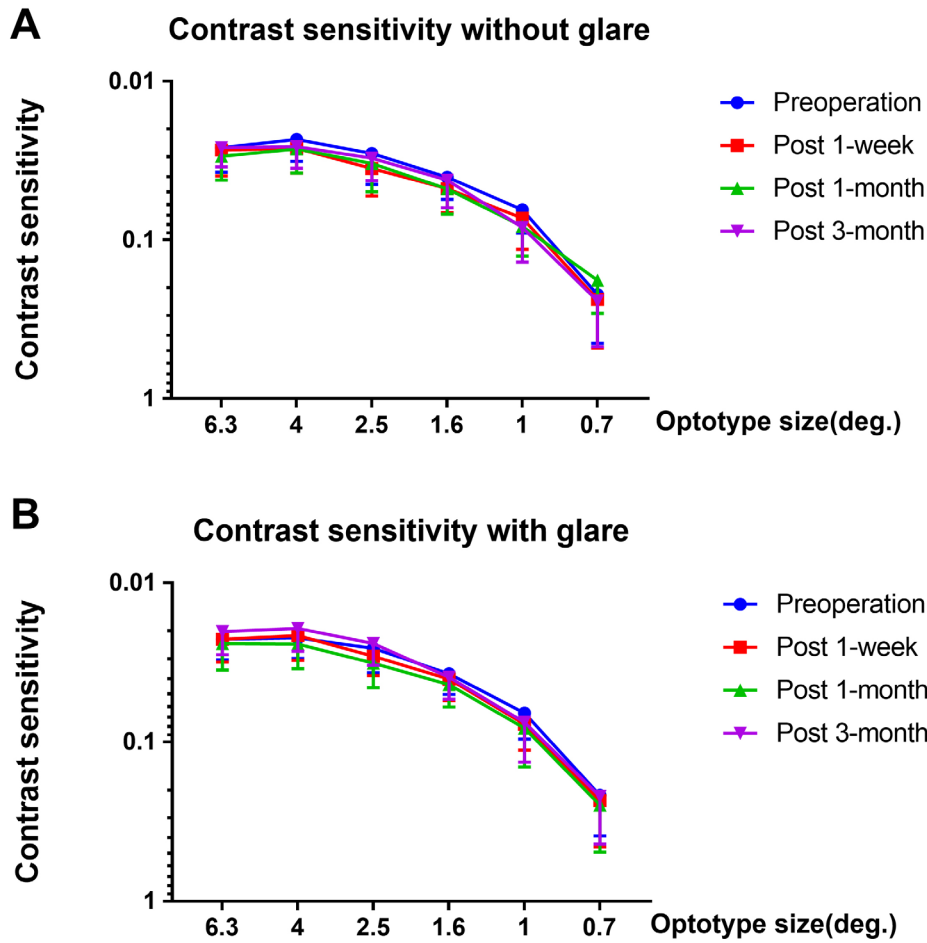 A
Contrast sensitivity without glare
Contrast sensitivity
0.01
0.1
1
6.3 4 2.5 1.6 1 0.7
Optotype size(deg.)
Preoperation
Post 1-week
Post 1-month
Post 3-month
B
Contrast sensitivity with glare
Contrast sensitivity
0.01
0.1
1
6.3 4 2.5 1.6 1 0.7
Optotype size(deg.)
Preoperation
Post 1-week
Post 1-month
Post 3-month